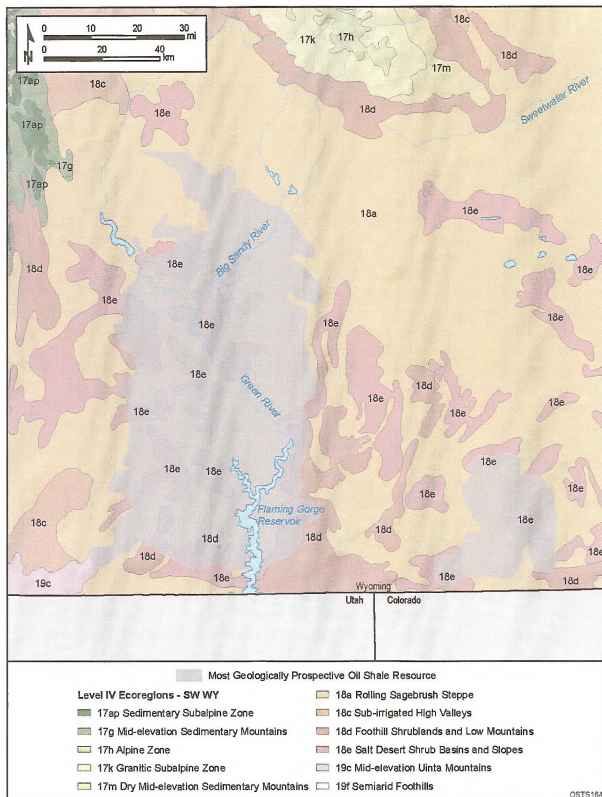 0 10 20 30
mi
0 20 40
km
N
17k
17h
17m
18c
18d
17ap
18c
18e
18d
Sweetwater River
17ap
17g
17ap
18a
18e
Big Sandy River
18d
18e
18e
18e
18e
18e
18e
18e
Green River
18d
18e
18e
18e
18e
18e
18e
18e
18e
18e
18e
18c
Flaming Gorge
Reservoir
18e
18d
18d
18d
18e
18d
19c
18e
18e
18d
Wyoming
Utah
Colorado
Most Geologically Prospective Oil Shale Resource
Level IV Ecoregions - SW WY
17ap Sedimentary Subalpine Zone
17g Mid-elevation Sedimentary Mountains
17h Alpine Zone
17k Granitic Subalpine Zone
17m Dry Mid-elevation Sedimentary Mountains
18a Rolling Sagebrush Steppe
18c Sub-irrigated High Valleys
18d Foothill Shrublands and Low Mountains
18e Salt Desert Shrub Basins and Slopes
19c Mid-elevation Uinta Mountains
19f Semiarid Foothills
OSTS164